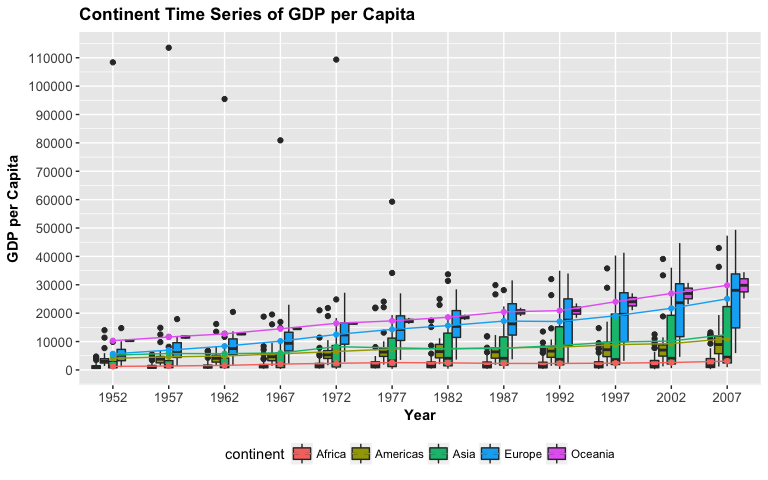 Continent Time Series of GDP per Capita
110000
100000
90000
80000
70000
60000
50000
40000
30000
20000
10000
0
GDP per Capita
1952 1957 1962 1967 1972 1977 1982 1987 1992 1997 2002 2007
Year
continent Africa Americas Asia Europe Oceania